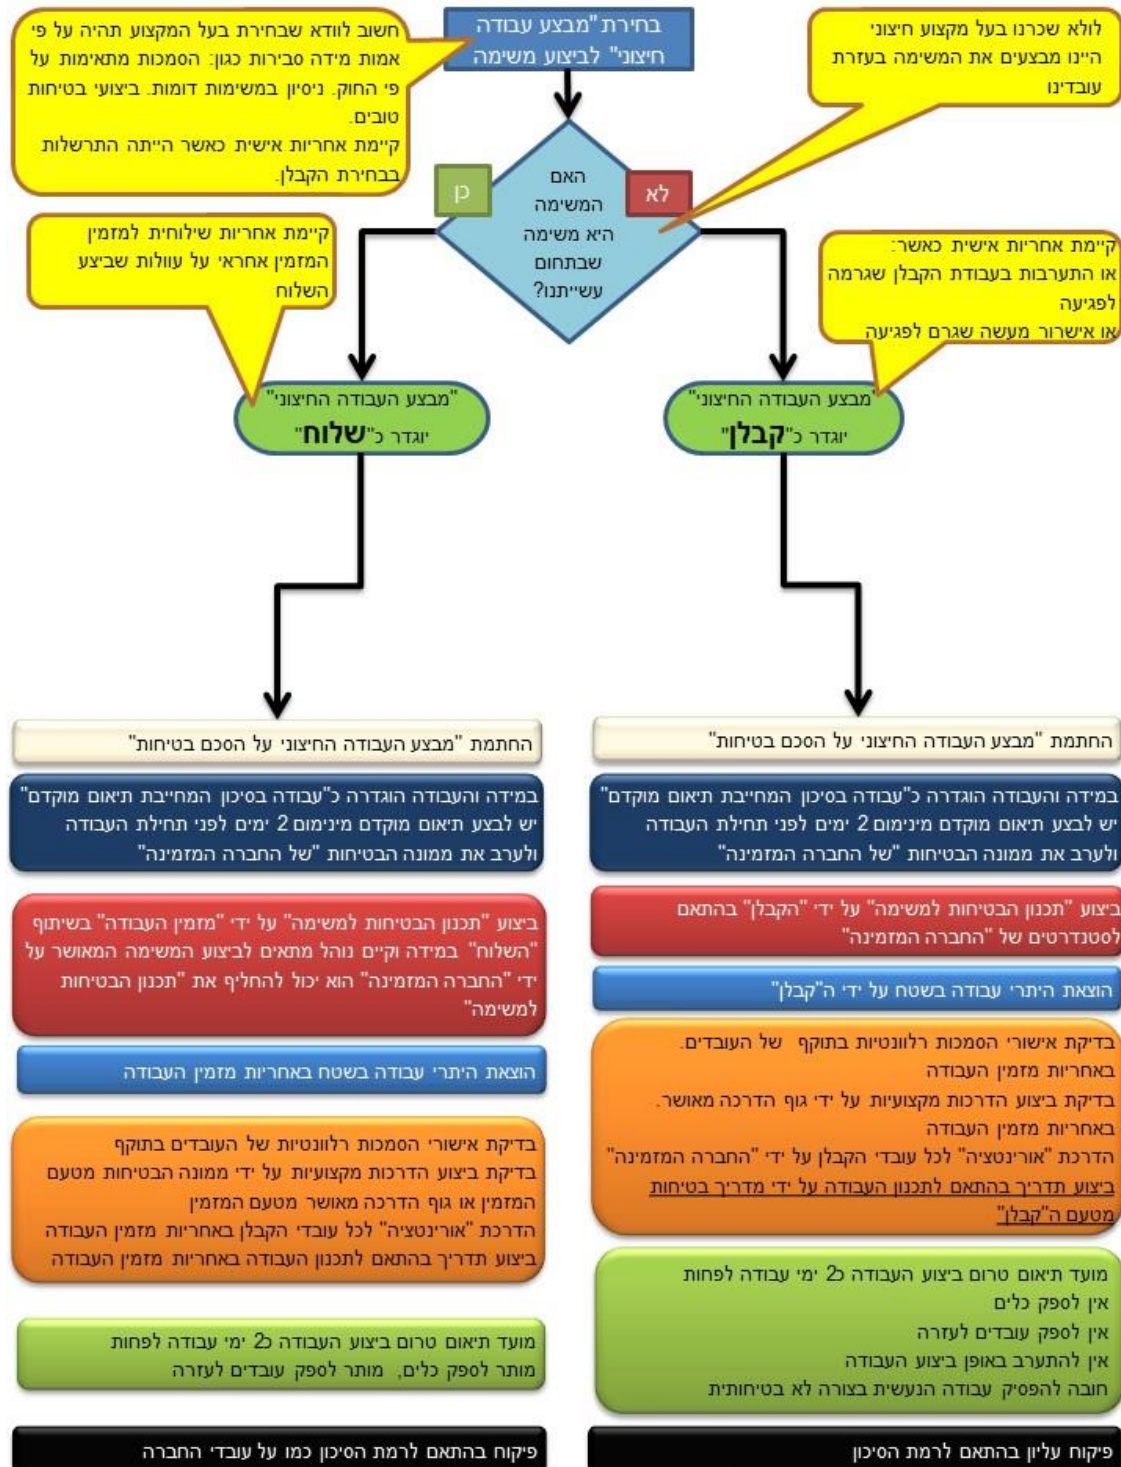 בחירת "מבצע עבודה
חיצוני" לביצוע משימה
לולא שכרנו בעל מקצוע חיצוני
היינו מבצעים את המשימה בעזרת
עובדינו
חשוב לוודא שבחירת בעל המקצוע תהיה על פי
אמות מידה סבירות כגון: הסמכות מתאימות על
פי החוק. ניסיון במשימות דומות. ביצועי בטיחות
טובים.
קיימת אחריות אישית כאשר הייתה התרשלות
בבחירת הקבלן.
האם
המשימה
היא משימה
שבתחום
עשייתנו?
לא
כן
קיימת אחריות אישית כאשר:
או התערבות בעבודת הקבלן שגרמה
לפגיעה
או אישרור מעשה שגרם לפגיעה
קיימת אחריות שילוחית למזמין
המזמין אחראי על עוולות שביצע
השלוח
"מבצע העבודה החיצוני"
יוגדר כ"קבלן"
"מבצע העבודה החיצוני"
יוגדר כ"שלוח"
החתמת "מבצע העבודה החיצוני על הסכם בטיחות"
במידה והעבודה הוגדרה כ"עבודה בסיכון המחייבת תיאום מוקדם"
יש לבצע תיאום מוקדם מינימום 2 ימים לפני תחילת העבודה
ולערב את ממונה הבטיחות "של החברה המזמינה"
ביצוע "תכנון הבטיחות למשימה" על ידי "הקבלן" בהתאם
לסטנדרטים של "החברה המזמינה"
הוצאת היתרי עבודה בשטח על ידי ה"קבלן"
בדיקת אישורי הסמכות רלוונטיות בתוקף של העובדים.
באחריות מזמין העבודה
בדיקת ביצוע הדרכות מקצועיות על ידי גוף הדרכה מאושר.
באחריות מזמין העבודה
הדרכת "אורינטציה" לכל עובדי הקבלן על ידי "החברה המזמינה"
ביצוע תדריך בהתאם לתכנון העבודה על ידי מדריך בטיחות
מטעם ה"קבלן"
מועד תיאום טרום ביצוע העבודה כ2 ימי עבודה לפחות
אין לספק כלים
אין לספק עובדים לעזרה
אין להתערב באופן ביצוע העבודה
חובה להפסיק עבודה הנעשית בצורה לא בטיחותית
פיקוח עליון בהתאם לרמת הסיכון
החתמת "מבצע העבודה החיצוני על הסכם בטיחות"
במידה והעבודה הוגדרה כ"עבודה בסיכון המחייבת תיאום מוקדם"
יש לבצע תיאום מוקדם מינימום 2 ימים לפני תחילת העבודה
ולערב את ממונה הבטיחות "של החברה המזמינה"
ביצוע "תכנון הבטיחות למשימה" על ידי "מזמין העבודה" בשיתוף
"השלוח" במידה וקיים נוהל מתאים לביצוע המשימה המאושר על
ידי "החברה המזמינה" הוא יכול להחליף את "תכנון הבטיחות
למשימה"
הוצאת היתרי עבודה בשטח באחריות מזמין העבודה
בדיקת אישורי הסמכות רלוונטיות של העובדים בתוקף
בדיקת ביצוע הדרכות מקצועיות על ידי ממונה הבטיחות מטעם
המזמין או גוף הדרכה מאושר מטעם המזמין
הדרכת "אורינטציה" לכל עובדי הקבלן באחריות מזמין העבודה
ביצוע תדריך בהתאם לתכנון העבודה באחריות מזמין העבודה
מועד תיאום טרום ביצוע העבודה כ2 ימי עבודה לפחות
מותר לספק כלים, מותר לספק עובדים לעזרה
פיקוח בהתאם לרמת הסיכון כמו על עובדי החברה